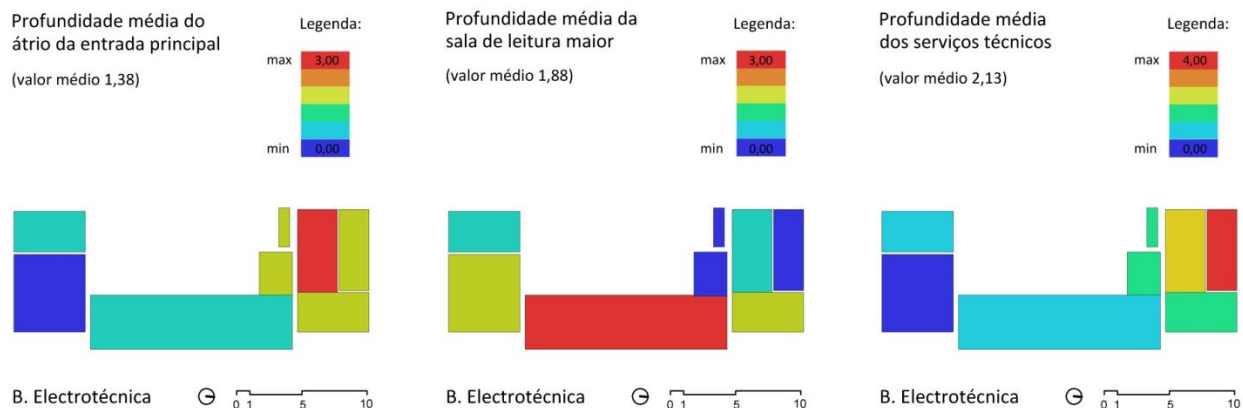 Profundidade média do
átrio da entrada principal
(valor médio 1,38)
Legenda:
max
3,00
min
0,00
B. Electrotécnica
0 1 5 10
Profundidade média da
sala de leitura maior
(valor médio 1,88)
Legenda:
max
3,00
min
0,00
B. Electrotécnica
0 1 5 10
Profundidade média
dos serviços técnicos
(valor médio 2,13)
Legenda:
max
4,00
min
0,00
B. Electrotécnica
0 1 5 10